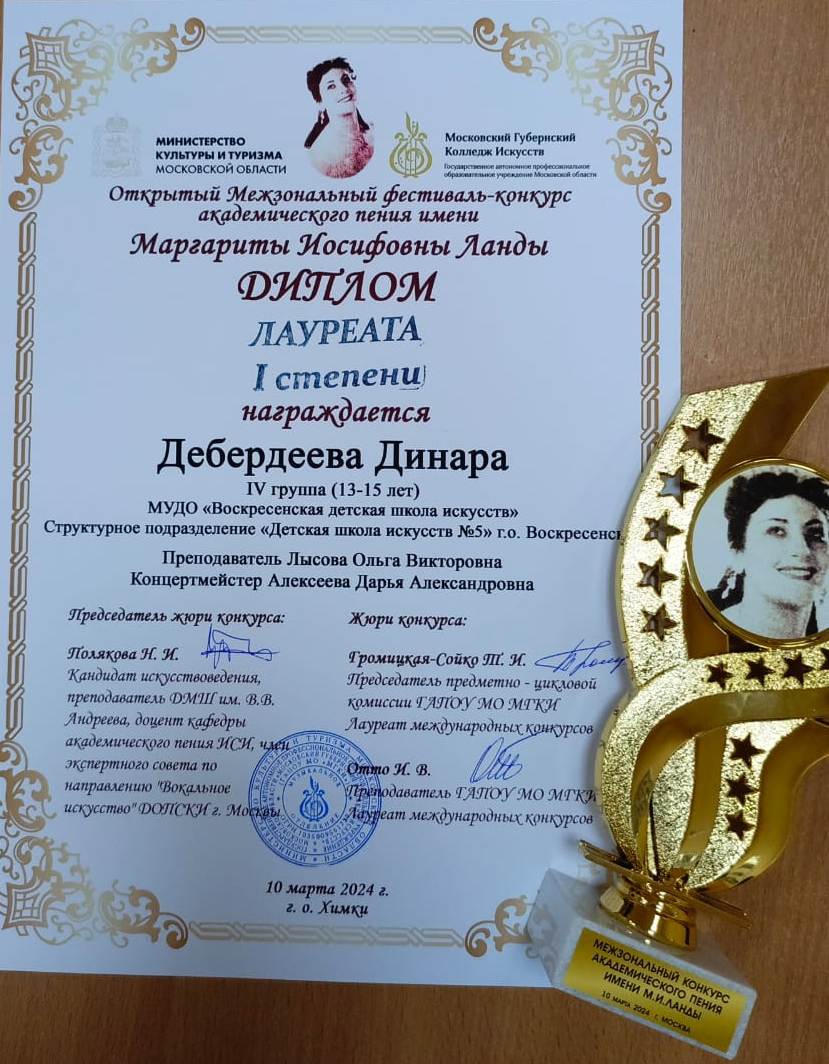 МИНИСТЕРСТВО
КУЛЬТУРЫ И ТУРИЗМА
МОСКОВСКОЙ ОБЛАСТИ
Московский Губернский
Колледж Искусств
Государственное автономное профессиональное
образовательное учреждение Московской области
Открытый Межзональный фестиваль-конкурс
академического пения имени
Маргариты Иосифовны Ланды
ДИПЛОМ
ЛАУРЕАТА
I степени
награждается
Дебердеева Динара
IV группа (13-15 лет)
МУДО «Воскресенская детская школа искусств»
Структурное подразделение «Детская школа искусств №5» г.о. Воскресенск
Преподаватель Лысова Ольга Викторовна
Концертмейстер Алексеева Дарья Александровна
Председатель жюри конкурса:
Полякова Н. И.
Кандидат искусствоведения,
преподаватель ДМШ им. В.В.
Андреева, доцент кафедры
академического пения ИСИ, член
экспертного совета по
направлению "Вокальное
искусство" ДОПСКИ г. Москвы
Жюри конкурса:
Громицкая-Сойко Т. И.
Председатель предметно - цикловой
комиссии ГАПОУ МО МГКИ
Лауреат международных конкурсов
Отто И. В.
Преподаватель ГАПОУ МО МГКИ
Лауреат международных конкурсов
10 марта 2024 г.
г. о. Химки
МЕЖЗОНАЛЬНЫЙ КОНКУРС
АКАДЕМИЧЕСКОГО ПЕНИЯ
ИМЕНИ М.И.ЛАНДЫ
10 МАРТА 2024 Г. МОСКВА